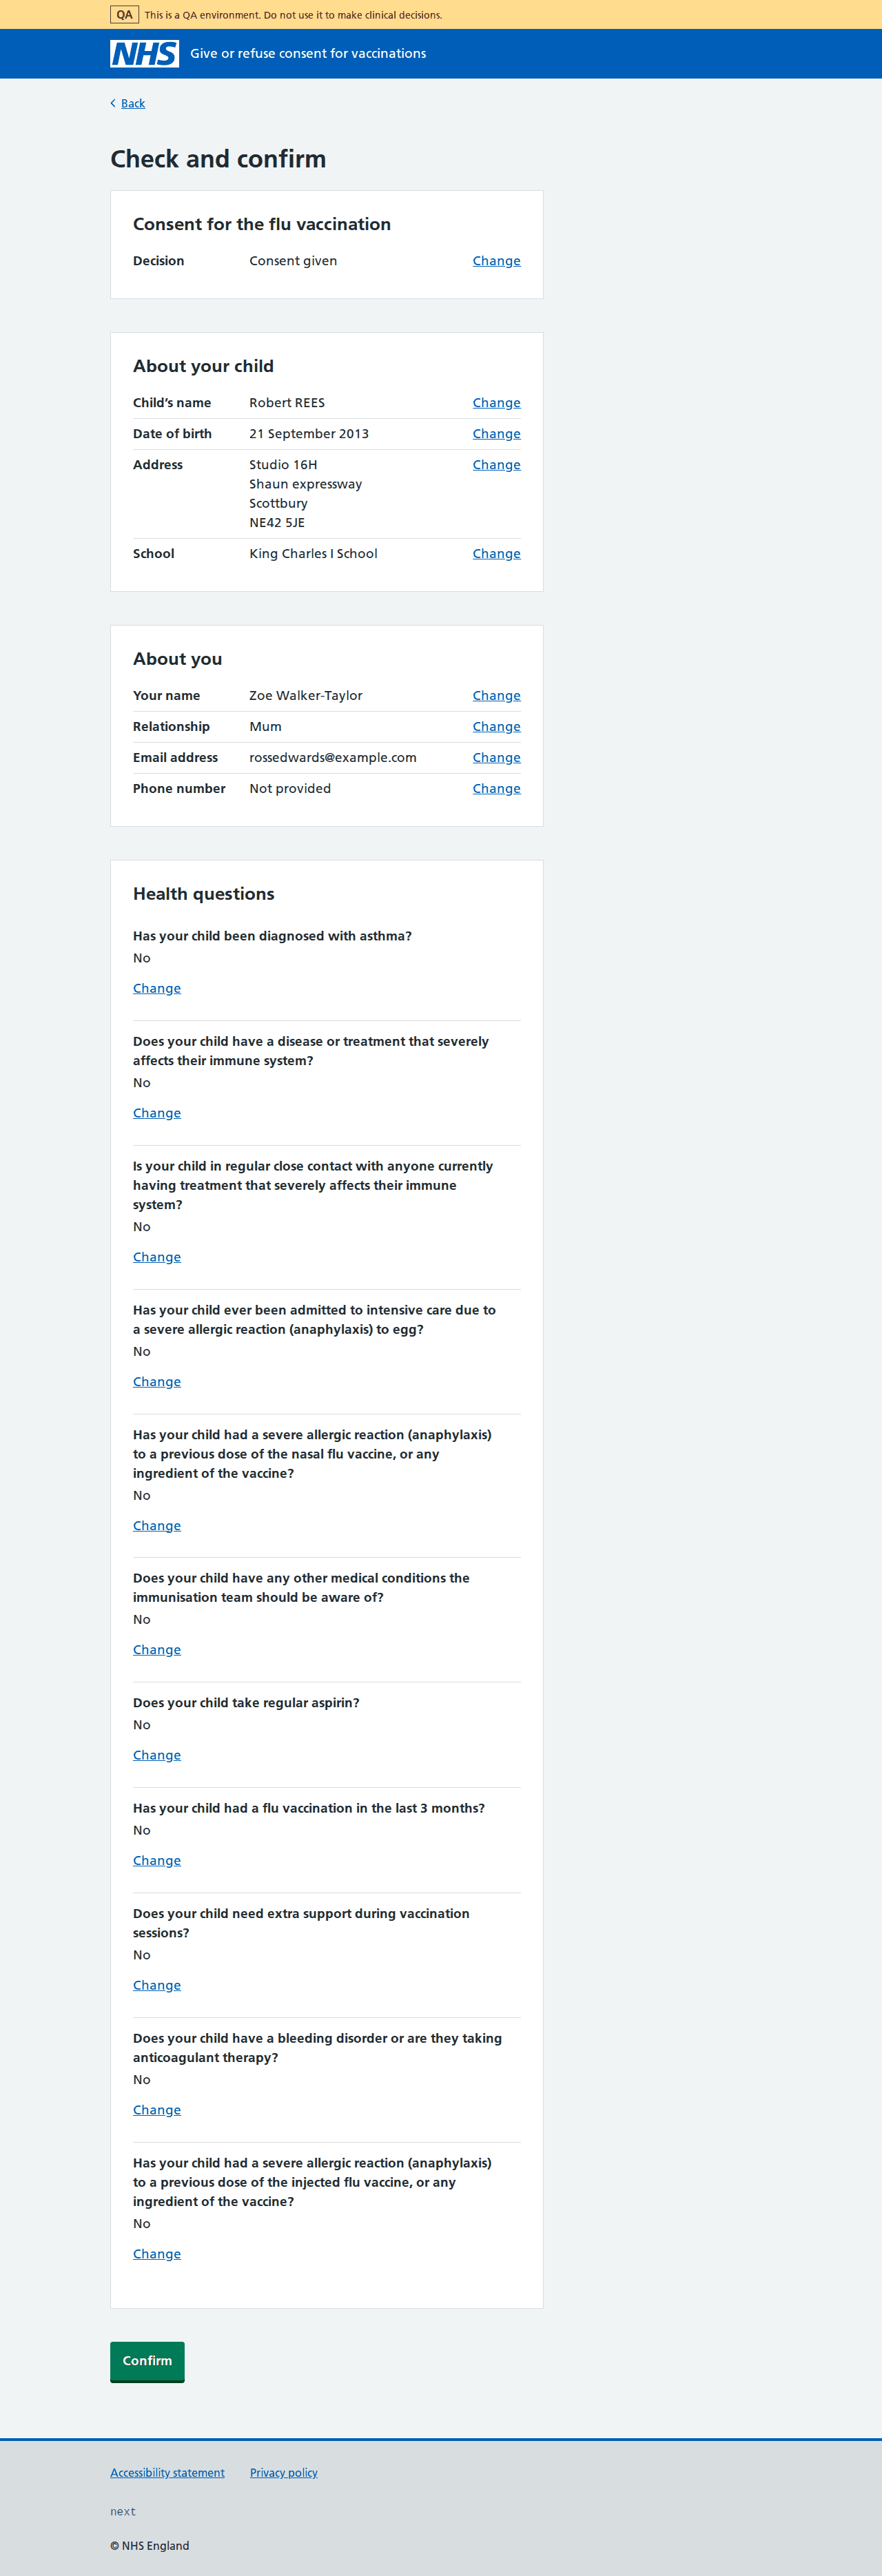 QA This is a QA environment. Do not use it to make clinical decisions.
NHS Give or refuse consent for vaccinations
Back
Check and confirm
Consent for the flu vaccination
Decision Consent given Change
About your child
Child’s name Robert REES Change
Date of birth 21 September 2013 Change
Address Studio 16H Change
Shaun expressway
Scottbury
NE42 5JE
School King Charles I School Change
About you
Your name Zoe Walker-Taylor Change
Relationship Mum Change
Email address rossedwards@example.com Change
Phone number Not provided Change
Health questions
Has your child been diagnosed with asthma?
No
Change
Does your child have a disease or treatment that severely
affects their immune system?
No
Change
Is your child in regular close contact with anyone currently
having treatment that severely affects their immune
system?
No
Change
Has your child ever been admitted to intensive care due to
a severe allergic reaction (anaphylaxis) to egg?
No
Change
Has your child had a severe allergic reaction (anaphylaxis)
to a previous dose of the nasal flu vaccine, or any
ingredient of the vaccine?
No
Change
Does your child have any other medical conditions the
immunisation team should be aware of?
No
Change
Does your child take regular aspirin?
No
Change
Has your child had a flu vaccination in the last 3 months?
No
Change
Does your child need extra support during vaccination
sessions?
No
Change
Does your child have a bleeding disorder or are they taking
anticoagulant therapy?
No
Change
Has your child had a severe allergic reaction (anaphylaxis)
to a previous dose of the injected flu vaccine, or any
ingredient of the vaccine?
No
Change
Confirm
Accessibility statement Privacy policy
next
© NHS England